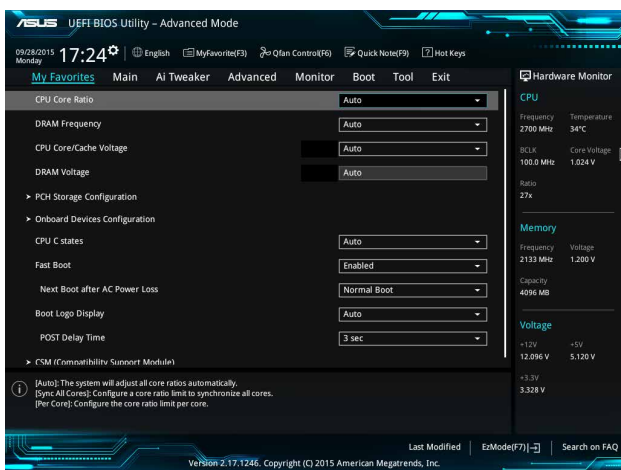 ASUS UEFI BIOS Utility – Advanced Mode
09/28/2015 Monday 17:24 English MyFavorite(F3) Qfan Control(F6) Quick Note(F9) ? Hot Keys
My Favorites Main Ai Tweaker Advanced Monitor Boot Tool Exit
CPU Core Ratio Auto
DRAM Frequency Auto
CPU Core/Cache Voltage Auto
DRAM Voltage Auto
> PCH Storage Configuration
> Onboard Devices Configuration
CPU C states Auto
Fast Boot Enabled
Next Boot after AC Power Loss Normal Boot
Boot Logo Display Auto
POST Delay Time 3 sec
> CSM (Compatibility Support Module)
[Auto]: The system will adjust all core ratios automatically.
[Sync All Cores]: Configure a core ratio limit to synchronize all cores.
[Per Core]: Configure the core ratio limit per core.
Hardware Monitor
CPU
Frequency Temperature
2700 MHz 34°C
BCLK Core Voltage
100.0 MHz 1.024 V
Ratio
27x
Memory
Frequency Voltage
2133 MHz 1.200 V
Capacity
4096 MB
Voltage
+12V +5V
12.096 V 5.120 V
+3.3V
3.328 V
Last Modified EzMode(F7) Search on FAQ
Version 2.17.1246. Copyright (C) 2015 American Megatrends, Inc.